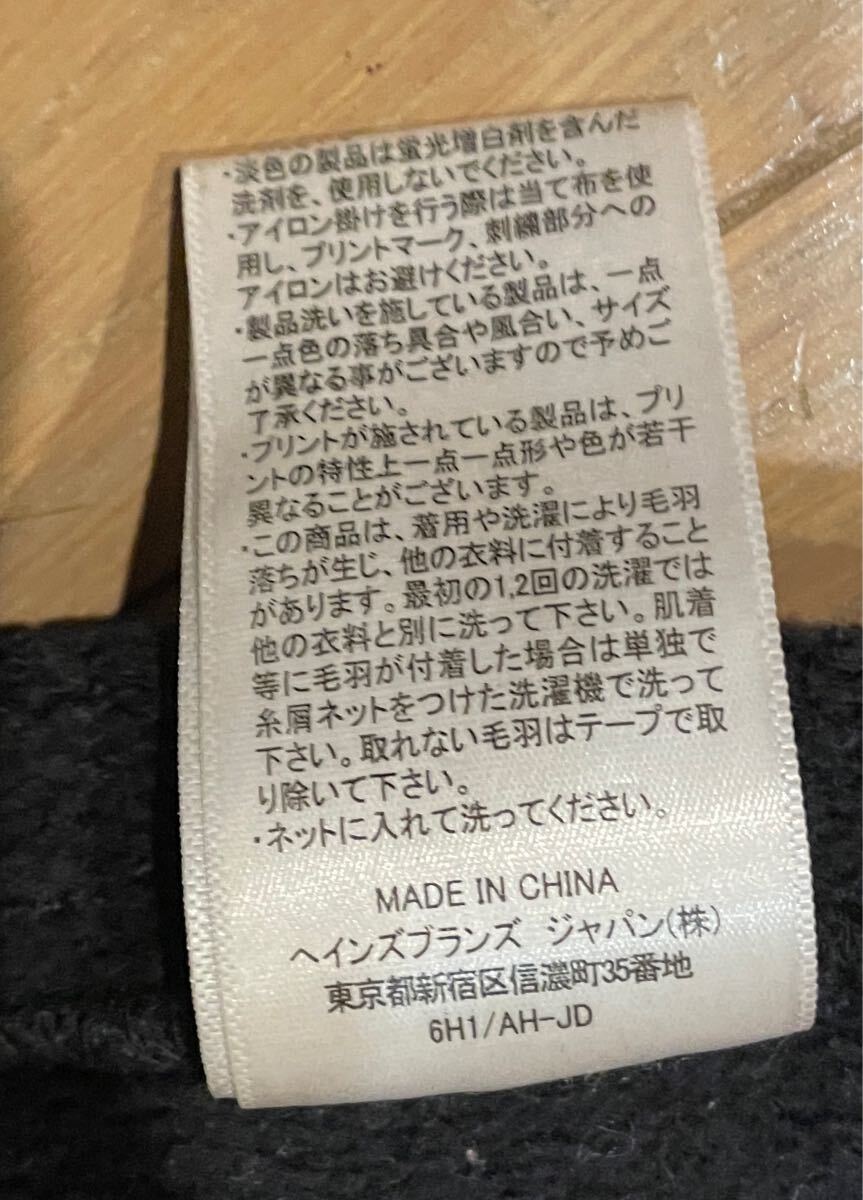 ・淡色の製品は蛍光増白剤を含んだ
洗剤を、使用しないでください。
・アイロン掛けを行う際は当て布を使
用し、プリントマーク、刺繍部分への
アイロンはお避けください。
・製品洗いを施している製品は、一点
一点色の落ち具合や風合い、サイズ
が異なる事がございますので予めご
了承ください。
・プリントが施されている製品は、プリ
ントの特性上一点一点形や色が若干
異なることがございます。
・この商品は、着用や洗濯により毛羽
落ちが生じ、他の衣料に付着すること
があります。最初の1,2回の洗濯では
他の衣料と別に洗って下さい。肌着
等に毛羽が付着した場合は単独で
糸屑ネットをつけた洗濯機で洗って
下さい。取れない毛羽はテープで取
り除いて下さい。
・ネットに入れて洗ってください。
MADE IN CHINA
ヘインズブランズ ジャパン(株)
東京都新宿区信濃町35番地
6H1/AH-JD